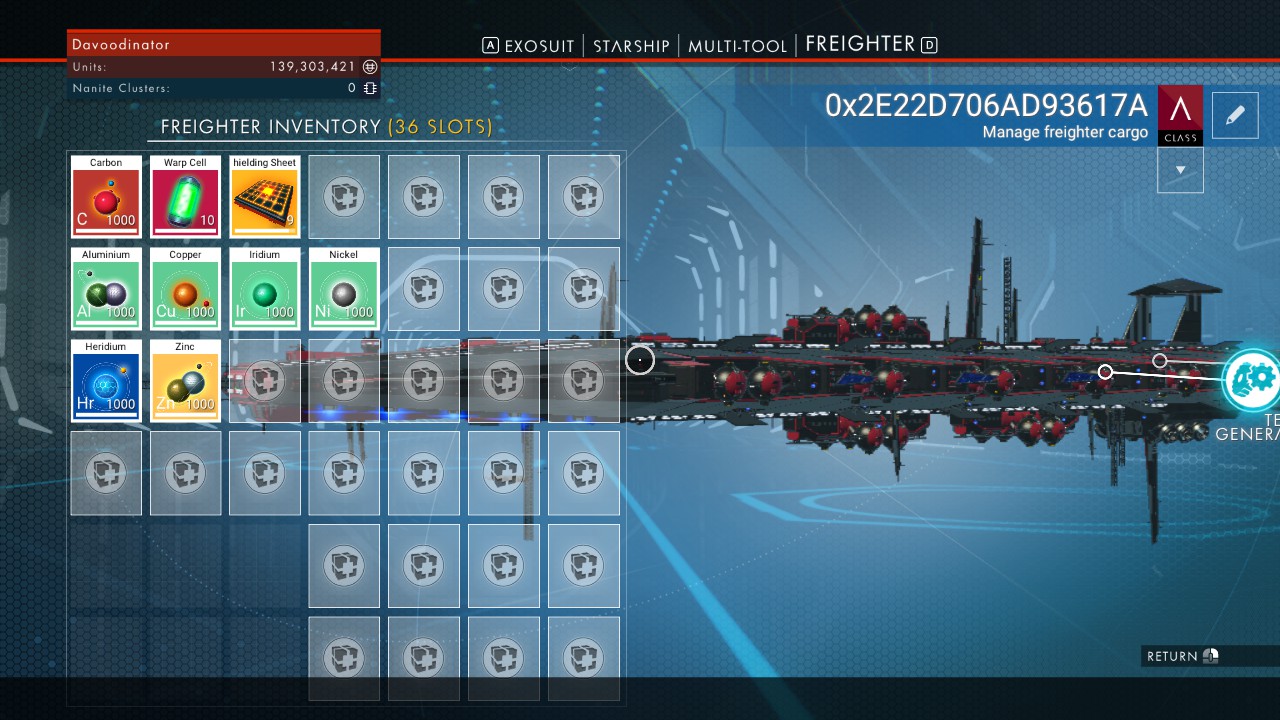 Davoodinator
Units: 139,303,421
Nanite Clusters: 0
A EXOSUIT STARSHIP MULTI-TOOL FREIGHTER D
0x2E22D706AD93617A
Manage freighter cargo
CLASS
FREIGHTER INVENTORY (36 SLOTS)
Carbon Warp Cell hielding Sheet
C 1000 10 9
Aluminium Copper Iridium Nickel
Al 1000 Cu 1000 Ir 1000 Ni 1000
Heridium Zinc
Hr 1000 Zn 1000
TE
GENERA
RETURN